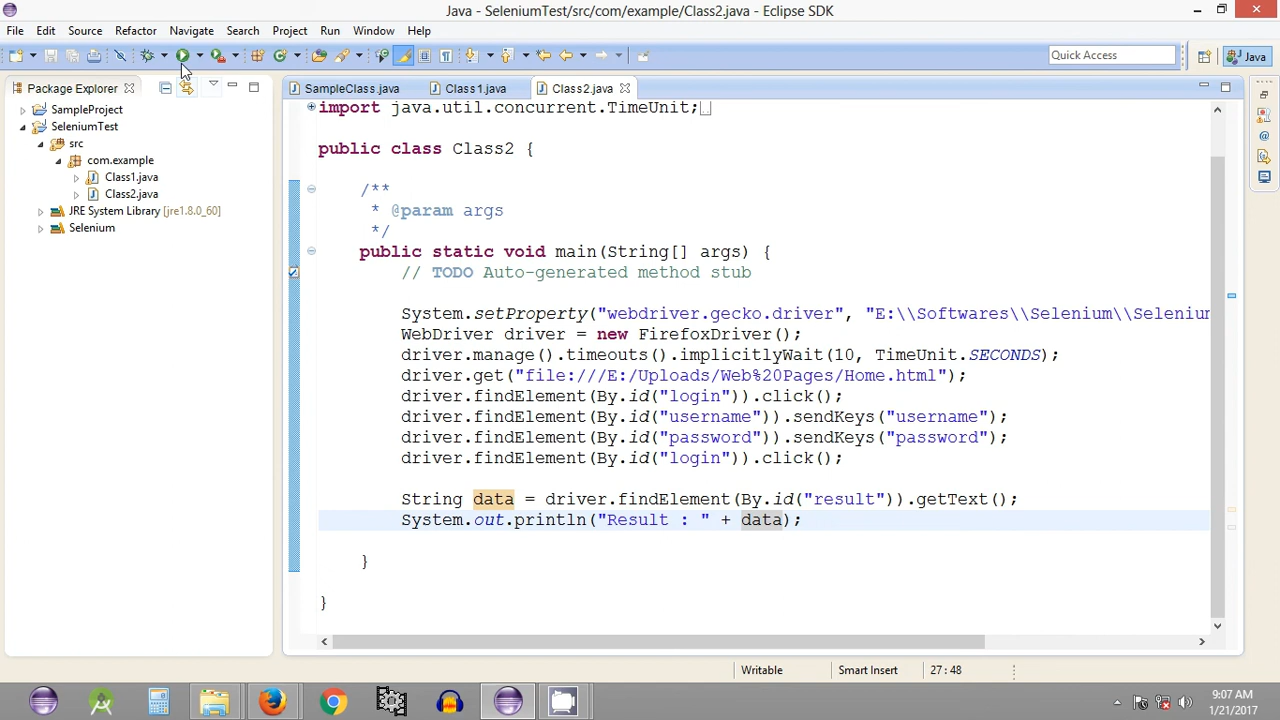 Java - SeleniumTest/src/com/example/Class2.java - Eclipse SDK
File Edit Source Refactor Navigate Search Project Run Window Help
Quick Access
Java
Package Explorer
SampleProject
SeleniumTest
src
com.example
Class1.java
Class2.java
JRE System Library [jre1.8.0_60]
Selenium
SampleClass.java Class1.java Class2.java
import java.util.concurrent.TimeUnit;
public class Class2 {
/**
* @param args
*/
public static void main(String[] args) {
// TODO Auto-generated method stub
System.setProperty("webdriver.gecko.driver", "E:\\Softwares\\Selenium\\Selenium
WebDriver driver = new FirefoxDriver();
driver.manage().timeouts().implicitlyWait(10, TimeUnit.SECONDS);
driver.get("file:///E:/Uploads/Web%20Pages/Home.html");
driver.findElement(By.id("login")).click();
driver.findElement(By.id("username")).sendKeys("username");
driver.findElement(By.id("password")).sendKeys("password");
driver.findElement(By.id("login")).click();
String data = driver.findElement(By.id("result")).getText();
System.out.println("Result : " + data);
}
}
Writable Smart Insert 27 : 48
9:07 AM
1/21/2017